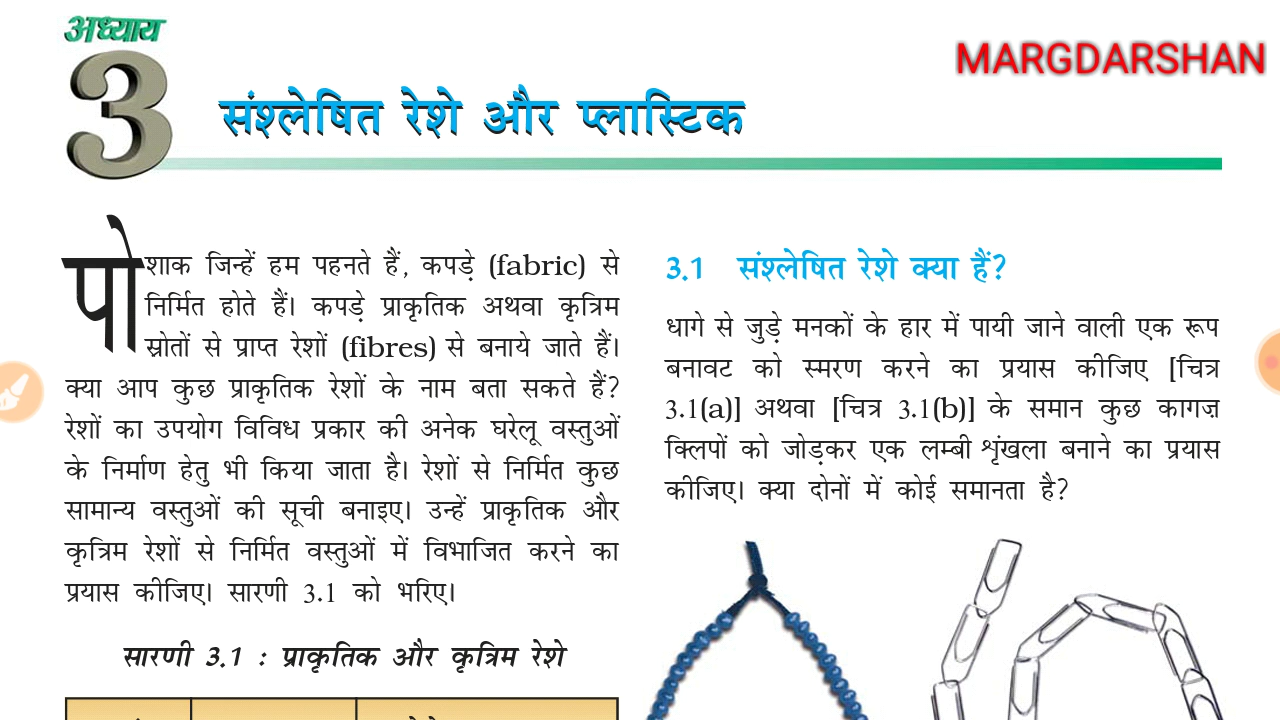 अध्याय
3
MARGDARSHAN
संश्लेषित रेशे और प्लास्टिक
पोशाक जिन्हें हम पहनते हैं, कपड़े (fabric) से
निर्मित होते हैं। कपड़े प्राकृतिक अथवा कृत्रिम
स्रोतों से प्राप्त रेशों (fibres) से बनाये जाते हैं।
क्या आप कुछ प्राकृतिक रेशों के नाम बता सकते हैं?
रेशों का उपयोग विविध प्रकार की अनेक घरेलू वस्तुओं
के निर्माण हेतु भी किया जाता है। रेशों से निर्मित कुछ
सामान्य वस्तुओं की सूची बनाइए। उन्हें प्राकृतिक और
कृत्रिम रेशों से निर्मित वस्तुओं में विभाजित करने का
प्रयास कीजिए। सारणी 3.1 को भरिए।
सारणी 3.1 : प्राकृतिक और कृत्रिम रेशे
3.1 संश्लेषित रेशे क्या हैं?
धागे से जुड़े मनकों के हार में पायी जाने वाली एक रूप
बनावट को स्मरण करने का प्रयास कीजिए [चित्र
3.1(a)] अथवा [चित्र 3.1(b)] के समान कुछ कागज़
क्लिपों को जोड़कर एक लम्बी शृंखला बनाने का प्रयास
कीजिए। क्या दोनों में कोई समानता है?